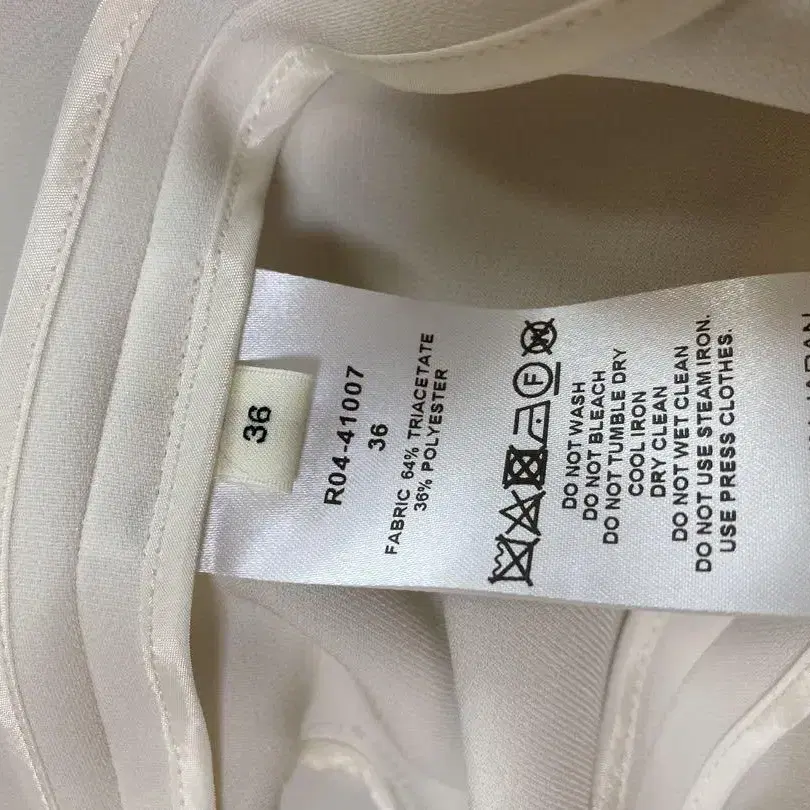 36
R04-41007
36
FABRIC 64% TRIACETATE
36% POLYESTER
F
W
DO NOT WASH
DO NOT BLEACH
DO NOT TUMBLE DRY
COOL IRON
DRY CLEAN
DO NOT WET CLEAN
DO NOT USE STEAM IRON.
USE PRESS CLOTHES.